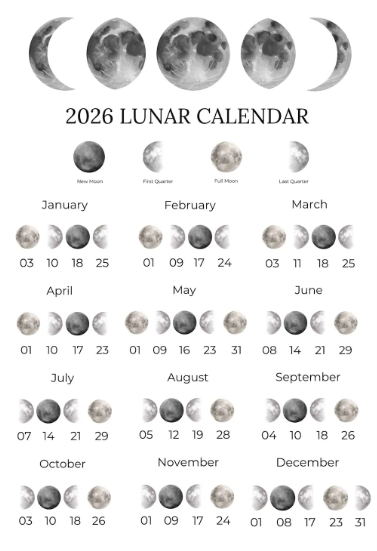 2026 LUNAR CALENDAR
New Moon First Quarter Full Moon Last Quarter
January February March
03 10 18 25 01 09 17 24 03 11 18 25
April May June
01 10 17 23 01 09 16 23 31 08 14 21 29
July August September
07 14 21 29 05 12 19 28 04 10 18 26
October November December
03 10 18 26 01 09 17 24 01 08 17 23 31